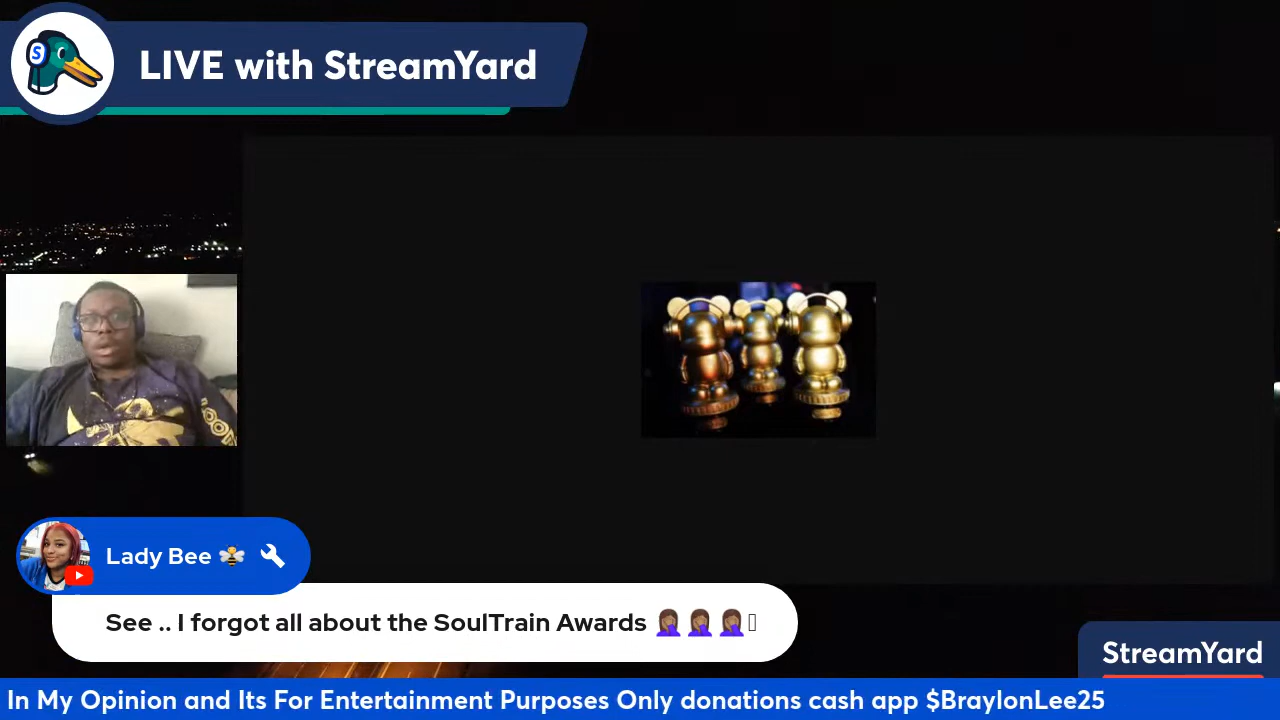 S
LIVE with StreamYard
Lady Bee 🐝
See .. I forgot all about the SoulTrain Awards 🤦🏾‍♀️🤦🏾‍♀️🤦🏾‍♀️
StreamYard
In My Opinion and Its For Entertainment Purposes Only donations cash app $BraylonLee25